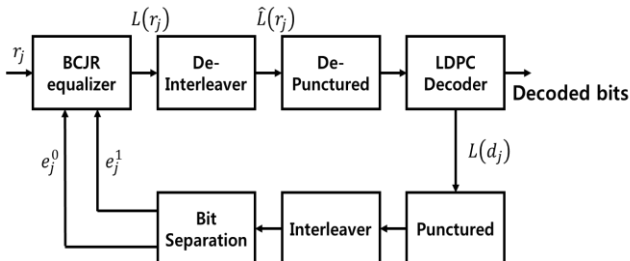 L(r_j)
L̂(r_j)
r_j
BCJR
equalizer
De-
Interleaver
De-
Punctured
LDPC
Decoder
Decoded bits
e_j^0
e_j^1
L(d_j)
Bit
Separation
Interleaver
Punctured